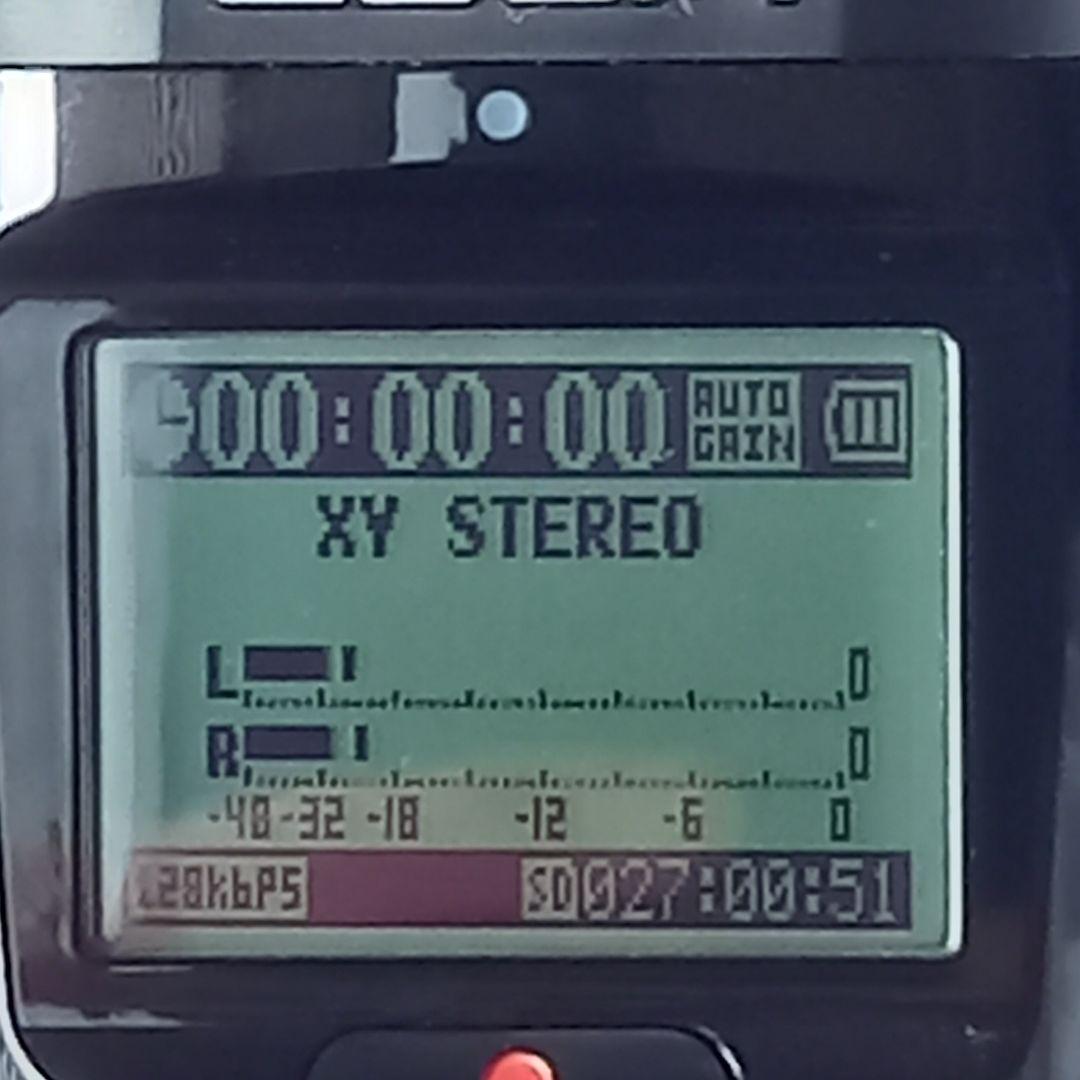 00:00:00 AUTO GAIN
XY STEREO
L 0
R 0
-48 -32 -18 -12 -6 0
128kbPS SD 027:00:51